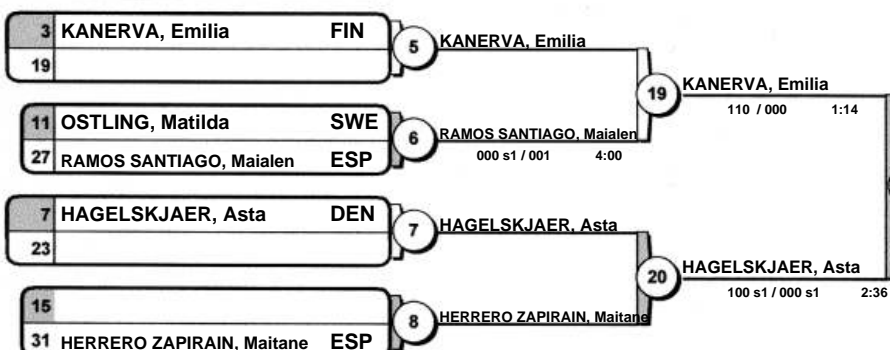 3 KANERVA, Emilia FIN
19
5
KANERVA, Emilia
11 OSTLING, Matilda SWE
27 RAMOS SANTIAGO, Maialen ESP
6
RAMOS SANTIAGO, Maialen
000 s1 / 001 4:00
19
KANERVA, Emilia
110 / 000 1:14
7 HAGELSKJAER, Asta DEN
23
7
HAGELSKJAER, Asta
15
31 HERRERO ZAPIRAIN, Maitane ESP
8
HERRERO ZAPIRAIN, Maitane
20
HAGELSKJAER, Asta
100 s1 / 000 s1 2:36